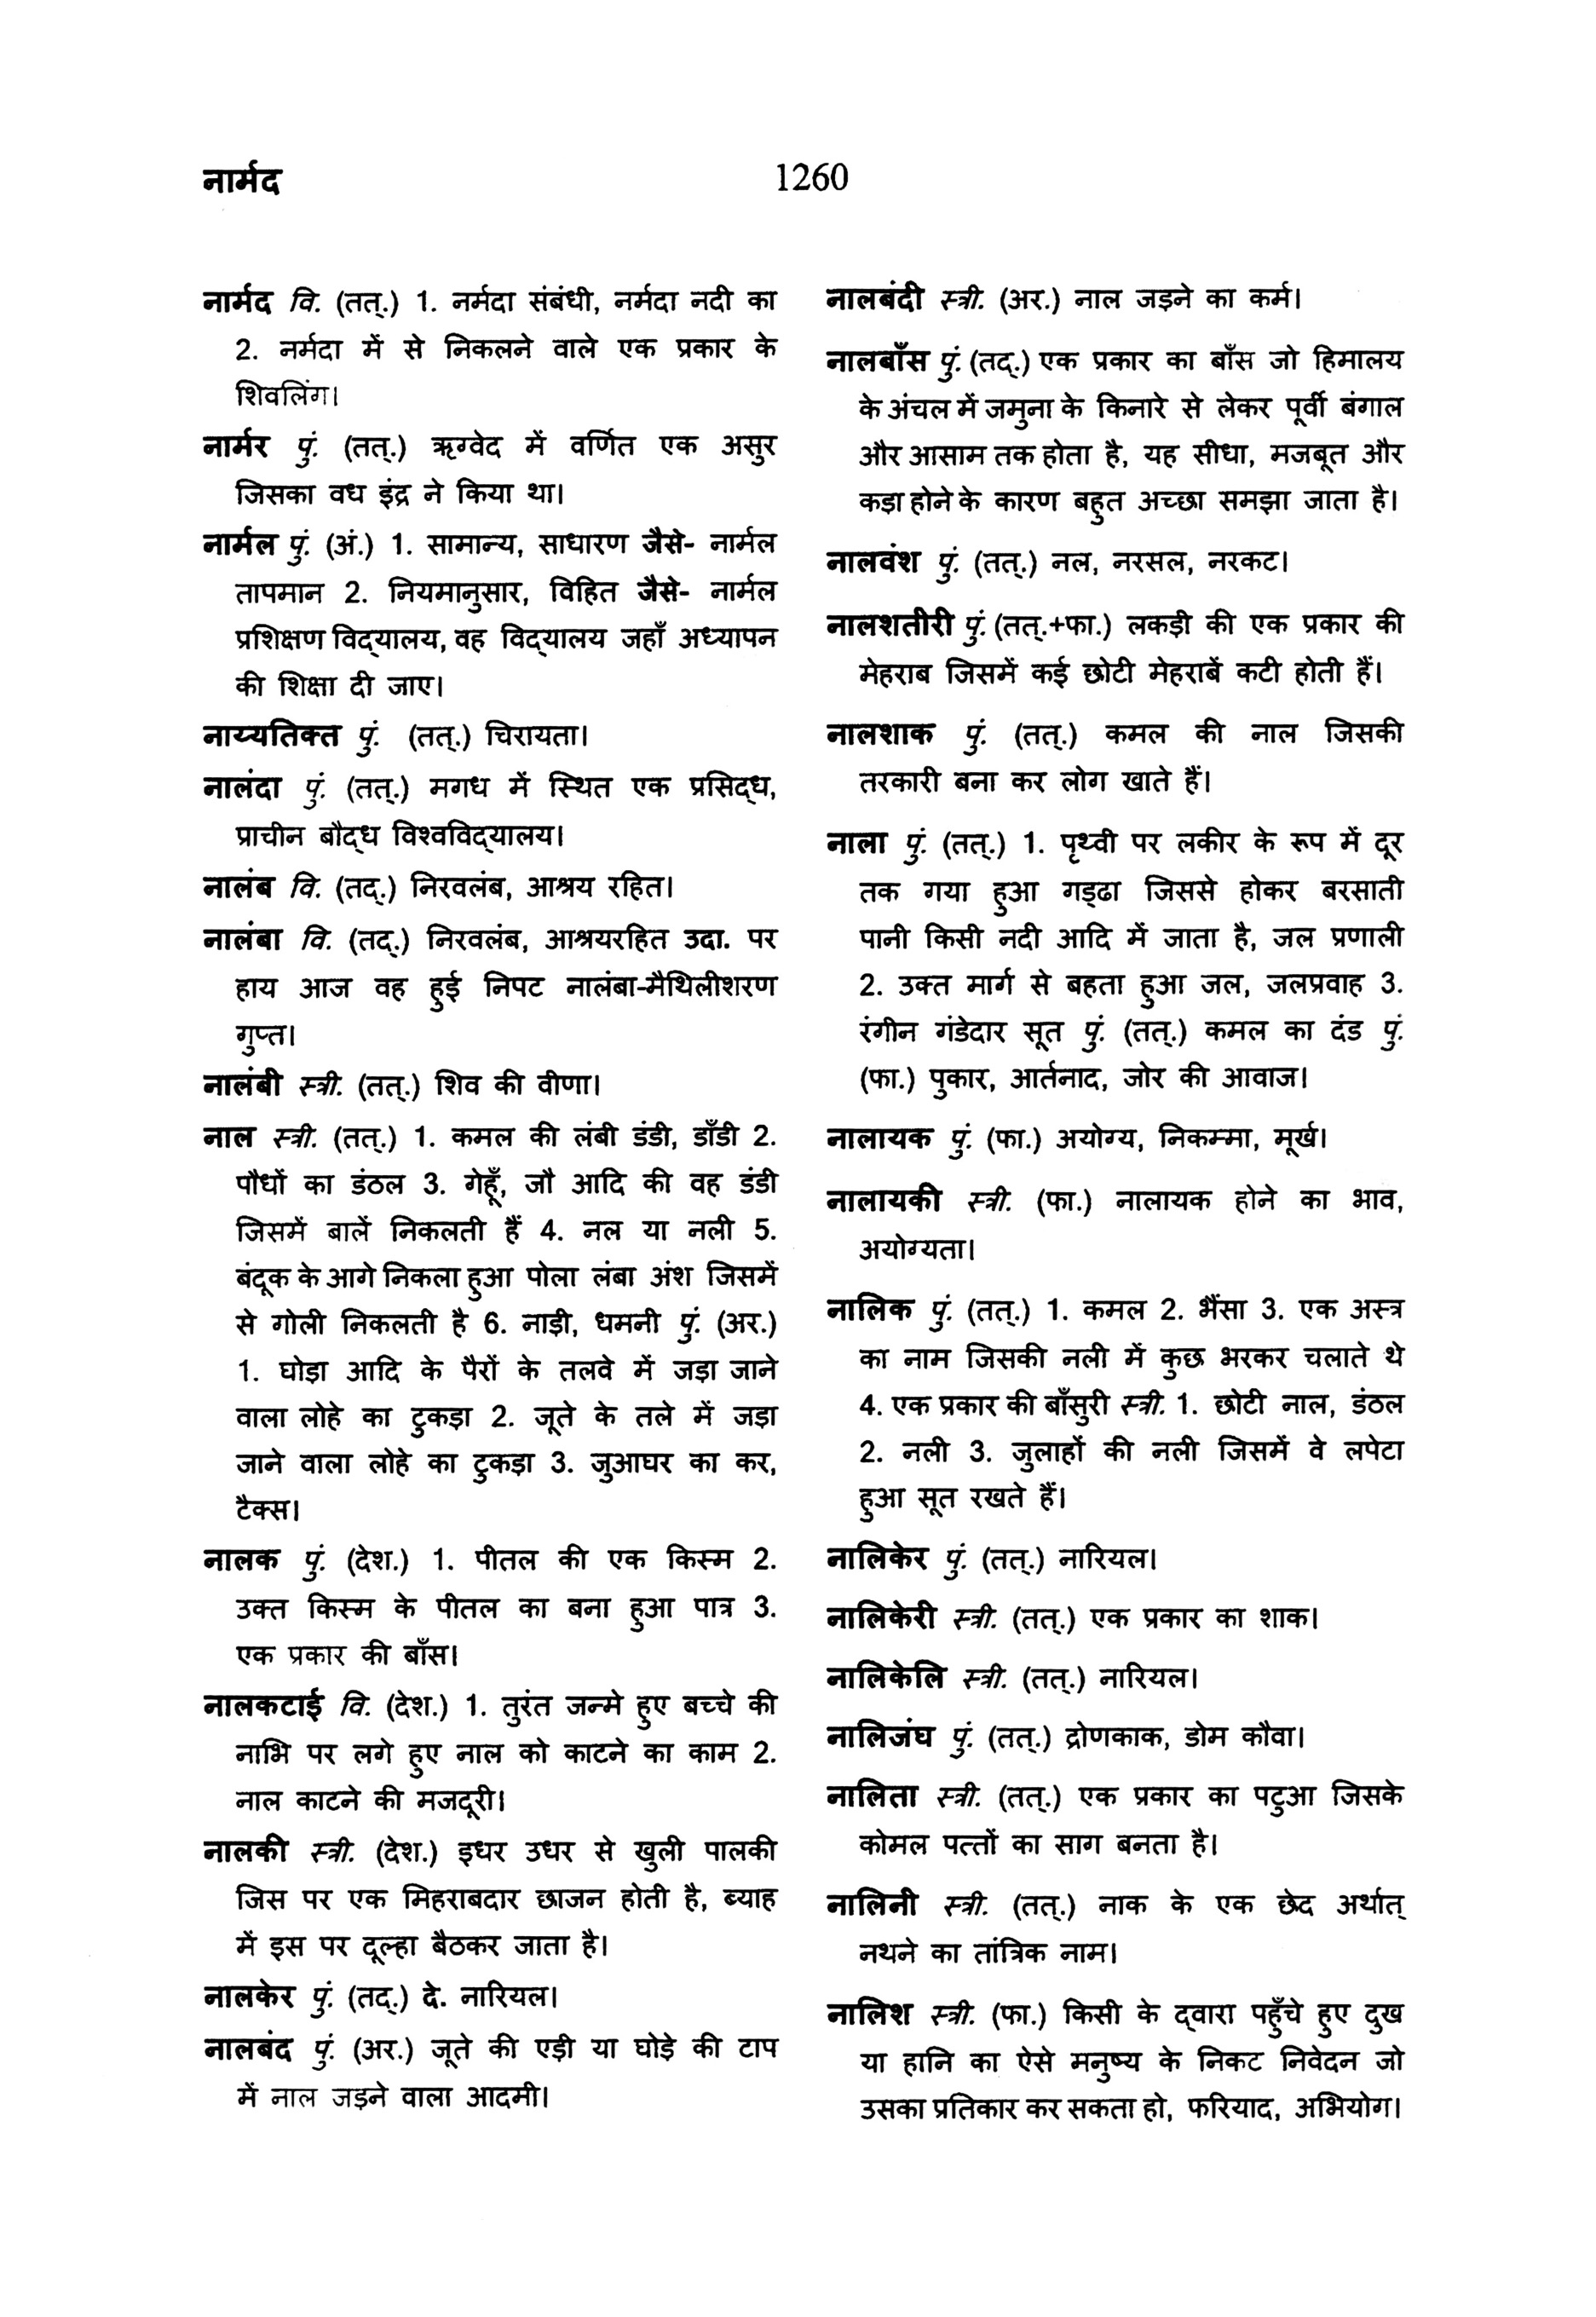 नार्मद
1260
नार्मद वि. (तत्.) 1. नर्मदा संबंधी, नर्मदा नदी का
2. नर्मदा में से निकलने वाले एक प्रकार के
शिवलिंग।
नार्मर पुं. (तत्.) ऋग्वेद में वर्णित एक असुर
जिसका वध इंद्र ने किया था।
नार्मल पुं. (अं.) 1. सामान्य, साधारण जैसे- नार्मल
तापमान 2. नियमानुसार, विहित जैसे- नार्मल
प्रशिक्षण विद्‌यालय, वह विद्‌यालय जहाँ अध्यापन
की शिक्षा दी जाए।
नाय्यतिक्त पुं. (तत्.) चिरायता।
नालंदा पुं. (तत्.) मगध में स्थित एक प्रसिद्‌ध,
प्राचीन बौद्‌ध विश्वविद्‌यालय।
नालंब वि. (तद्.) निरवलंब, आश्रय रहित।
नालंबा वि. (तद्.) निरवलंब, आश्रयरहित उदा. पर
हाय आज वह हुई निपट नालंबा-मैथिलीशरण
गुप्त।
नालंबी स्त्री. (तत्.) शिव की वीणा।
नाल स्त्री. (तत्.) 1. कमल की लंबी डंडी, डाँडी 2.
पौधों का डंठल 3. गेहूँ, जौ आदि की वह डंडी
जिसमें बालें निकलती हैं 4. नल या नली 5.
बंदूक के आगे निकला हुआ पोला लंबा अंश जिसमें
से गोली निकलती है 6. नाड़ी, धमनी पुं. (अर.)
1. घोड़ा आदि के पैरों के तलवे में जड़ा जाने
वाला लोहे का टुकड़ा 2. जूते के तले में जड़ा
जाने वाला लोहे का टुकड़ा 3. जुआघर का कर,
टैक्स।
नालक पुं. (देश.) 1. पीतल की एक किस्म 2.
उक्त किस्म के पीतल का बना हुआ पात्र 3.
एक प्रकार की बाँस।
नालकटाई वि. (देश.) 1. तुरंत जन्मे हुए बच्चे की
नाभि पर लगे हुए नाल को काटने का काम 2.
नाल काटने की मजदूरी।
नालकी स्त्री. (देश.) इधर उधर से खुली पालकी
जिस पर एक मिहराबदार छाजन होती है, ब्याह
में इस पर दूल्हा बैठकर जाता है।
नालकेर पुं. (तद्.) दे. नारियल।
नालबंद पुं. (अर.) जूते की एड़ी या घोड़े की टाप
में नाल जड़ने वाला आदमी।
नालबंदी स्त्री. (अर.) नाल जड़ने का कर्म।
नालबाँस पुं. (तद्.) एक प्रकार का बाँस जो हिमालय
के अंचल में जमुना के किनारे से लेकर पूर्वी बंगाल
और आसाम तक होता है, यह सीधा, मजबूत और
कड़ा होने के कारण बहुत अच्छा समझा जाता है।
नालवंश पुं. (तत्.) नल, नरसल, नरकट।
नालशतीरी पुं. (तत्.+फा.) लकड़ी की एक प्रकार की
मेहराब जिसमें कई छोटी मेहराबें कटी होती हैं।
नालशाक पुं. (तत्.) कमल की नाल जिसकी
तरकारी बना कर लोग खाते हैं।
नाला पुं. (तत्.) 1. पृथ्वी पर लकीर के रूप में दूर
तक गया हुआ गड्ढा जिससे होकर बरसाती
पानी किसी नदी आदि में जाता है, जल प्रणाली
2. उक्त मार्ग से बहता हुआ जल, जलप्रवाह 3.
रंगीन गंडेदार सूत पुं. (तत्.) कमल का दंड पुं.
(फा.) पुकार, आर्तनाद, जोर की आवाज।
नालायक पुं. (फा.) अयोग्य, निकम्मा, मूर्ख।
नालायकी स्त्री. (फा.) नालायक होने का भाव,
अयोग्यता।
नालिक पुं. (तत्.) 1. कमल 2. भैंसा 3. एक अस्त्र
का नाम जिसकी नली में कुछ भरकर चलाते थे
4. एक प्रकार की बाँसुरी स्त्री. 1. छोटी नाल, डंठल
2. नली 3. जुलाहों की नली जिसमें वे लपेटा
हुआ सूत रखते हैं।
नालिकेर पुं. (तत्.) नारियल।
नालिकेरी स्त्री. (तत्.) एक प्रकार का शाक।
नालिकेलि स्त्री. (तत्.) नारियल।
नालिजंघ पुं. (तत्.) द्रोणकाक, डोम कौवा।
नालिता स्त्री. (तत्.) एक प्रकार का पटुआ जिसके
कोमल पत्तों का साग बनता है।
नालिनी स्त्री. (तत्.) नाक के एक छेद अर्थात्
नथने का तांत्रिक नाम।
नालिश स्त्री. (फा.) किसी के द्‌वारा पहुँचे हुए दुख
या हानि का ऐसे मनुष्य के निकट निवेदन जो
उसका प्रतिकार कर सकता हो, फरियाद, अभियोग।